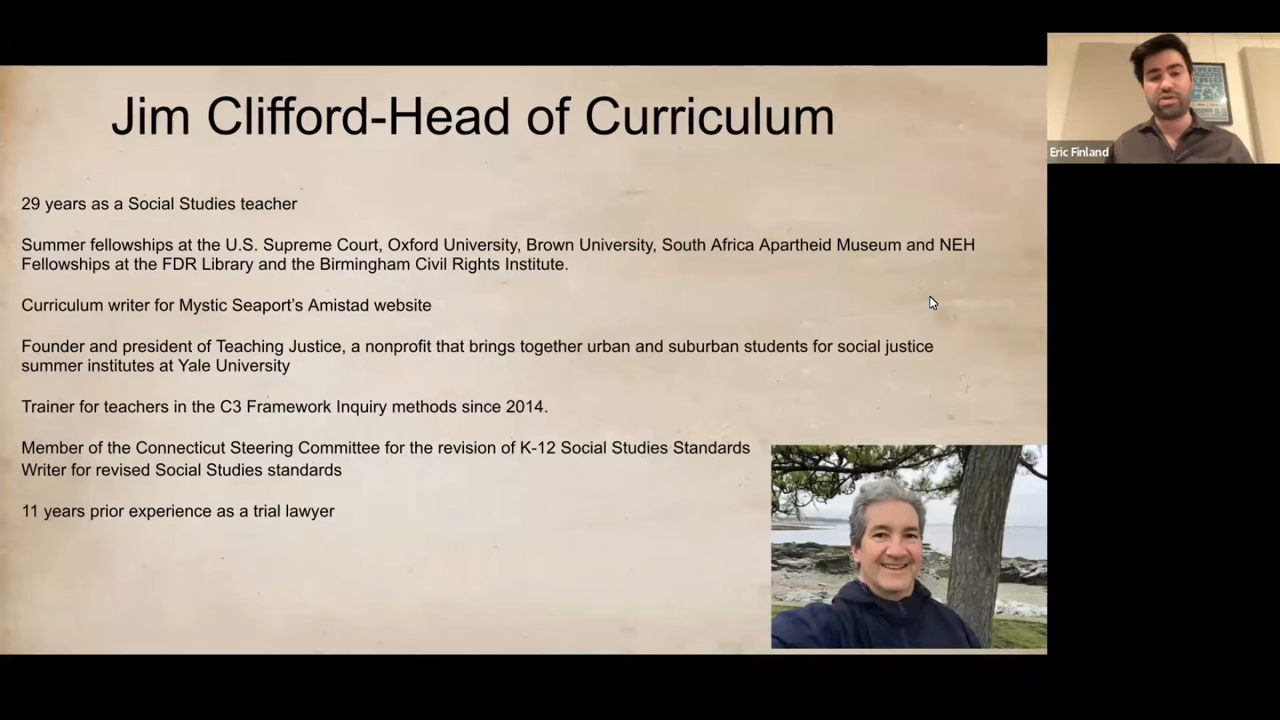 Jim Clifford-Head of Curriculum
29 years as a Social Studies teacher
Summer fellowships at the U.S. Supreme Court, Oxford University, Brown University, South Africa Apartheid Museum and NEH
Fellowships at the FDR Library and the Birmingham Civil Rights Institute.
Curriculum writer for Mystic Seaport’s Amistad website
Founder and president of Teaching Justice, a nonprofit that brings together urban and suburban students for social justice
summer institutes at Yale University
Trainer for teachers in the C3 Framework Inquiry methods since 2014.
Member of the Connecticut Steering Committee for the revision of K-12 Social Studies Standards
Writer for revised Social Studies standards
11 years prior experience as a trial lawyer
Eric Finland